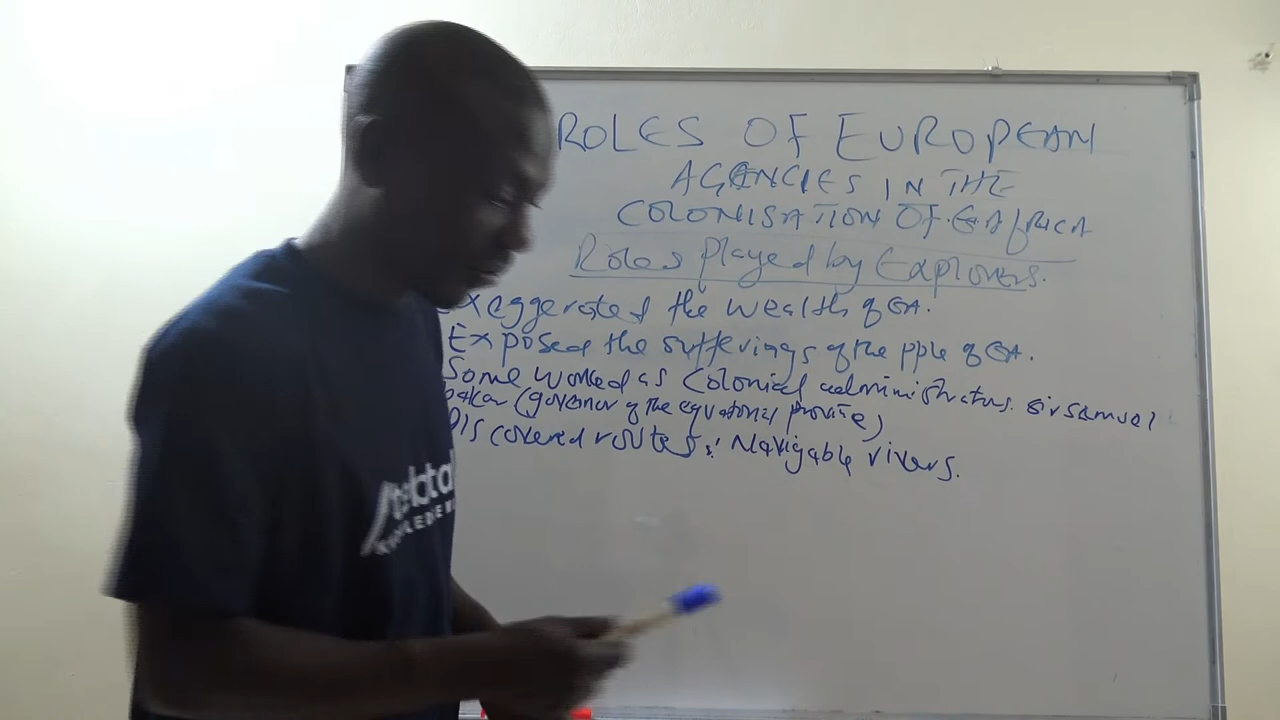 ROLES OF EUROPEAN
AGENCIES IN THE
COLONISATION OF E.AfRICA
Roles played by Explorers.
Exaggerated the wealth of EA.
Exposed the sufferings of the pple of EA.
Some worked as colonial administrators. Sir Samuel
baker (governor of the equatorial provite)
Discovered routes & Navigable rivers.